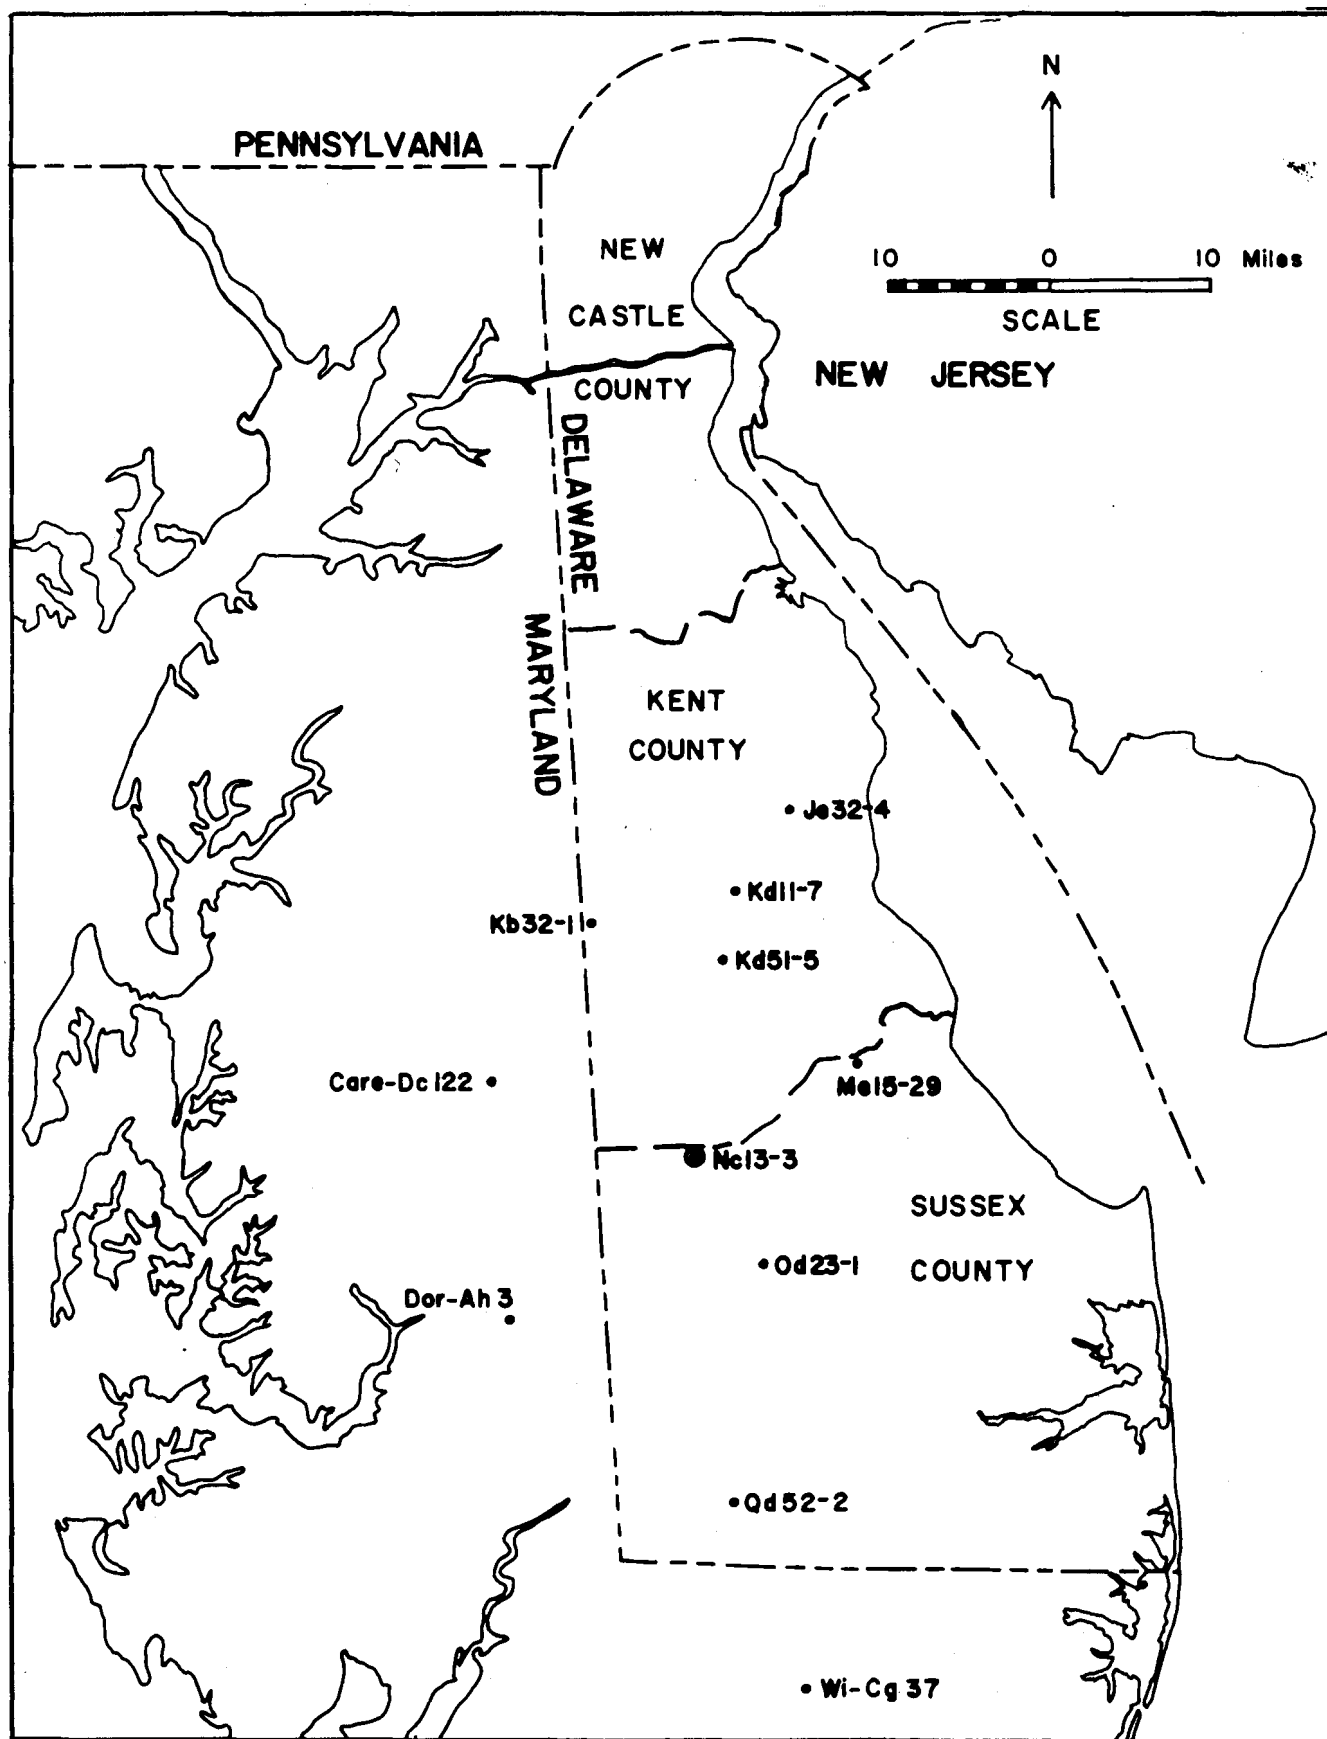 N
PENNSYLVANIA
NEW
CASTLE
COUNTY
10 0 10 Miles
SCALE
NEW JERSEY
DELAWARE
MARYLAND
KENT
COUNTY
Je32-4
Kd11-7
Kb32-1
Kd51-5
Care-Dc122
Me15-29
Nc13-3
SUSSEX
COUNTY
Od23-1
Dor-Ah 3
Qd52-2
Wi-Cg 37